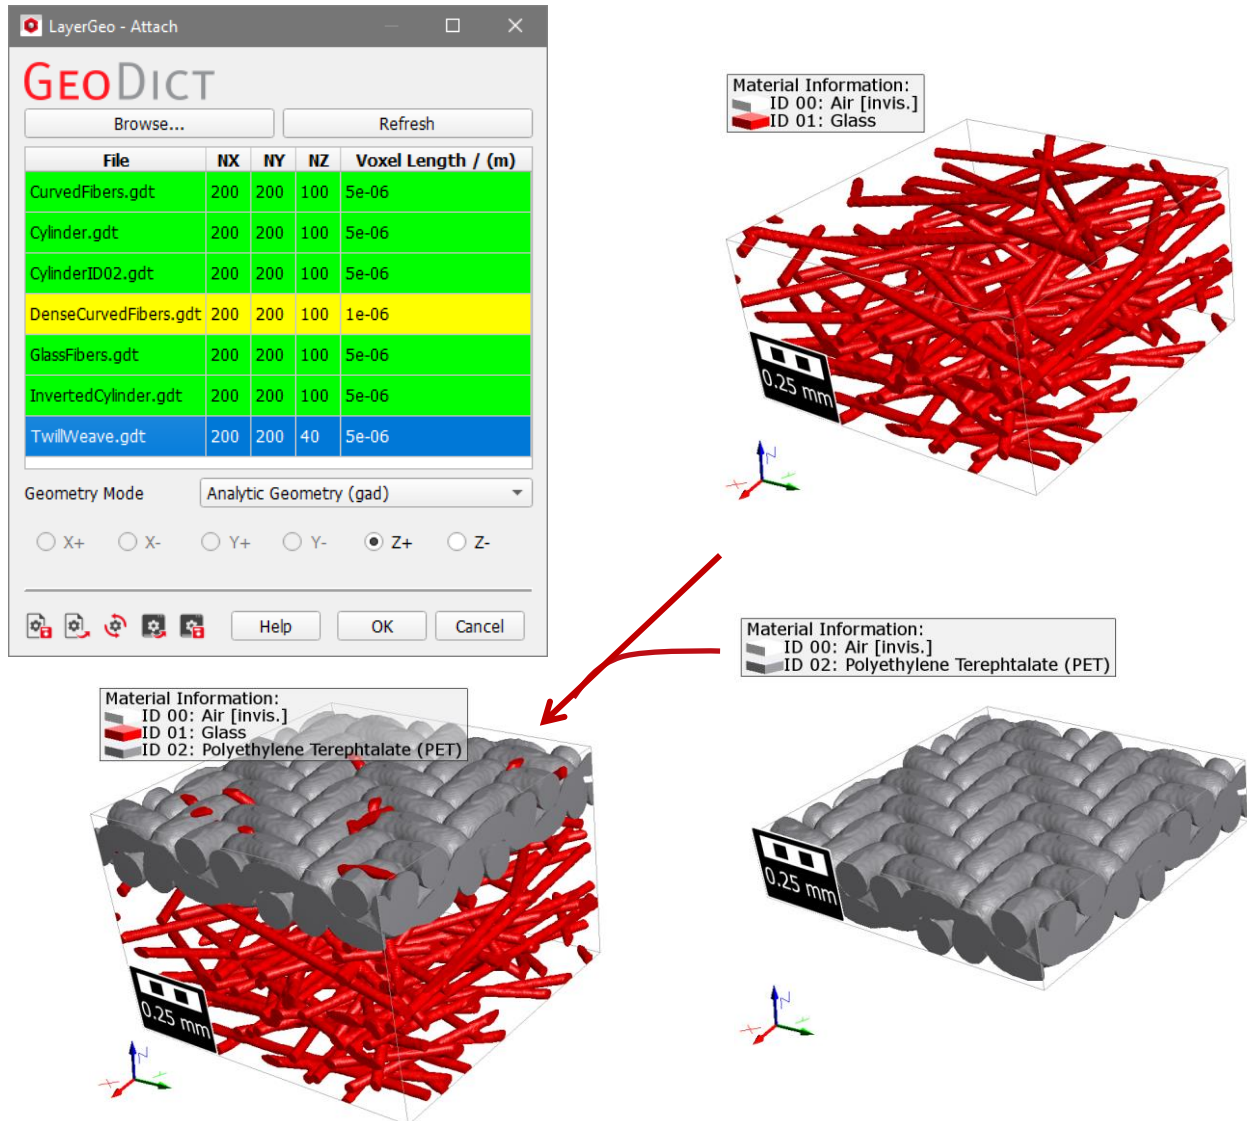 LayerGeo - Attach
GEODICT
Browse... Refresh
File NX NY NZ Voxel Length / (m)
CurvedFibers.gdt 200 200 100 5e-06
Cylinder.gdt 200 200 100 5e-06
CylinderID02.gdt 200 200 100 5e-06
DenseCurvedFibers.gdt 200 200 100 1e-06
GlassFibers.gdt 200 200 100 5e-06
InvertedCylinder.gdt 200 200 100 5e-06
TwillWeave.gdt 200 200 40 5e-06
Geometry Mode Analytic Geometry (gad)
X+ X- Y+ Y- Z+ Z-
Help OK Cancel
Material Information:
ID 00: Air [invis.]
ID 01: Glass
0.25 mm
Z
X
Y
Material Information:
ID 00: Air [invis.]
ID 02: Polyethylene Terephtalate (PET)
0.25 mm
Z
X
Y
Material Information:
ID 00: Air [invis.]
ID 01: Glass
ID 02: Polyethylene Terephtalate (PET)
0.25 mm
Z
X
Y